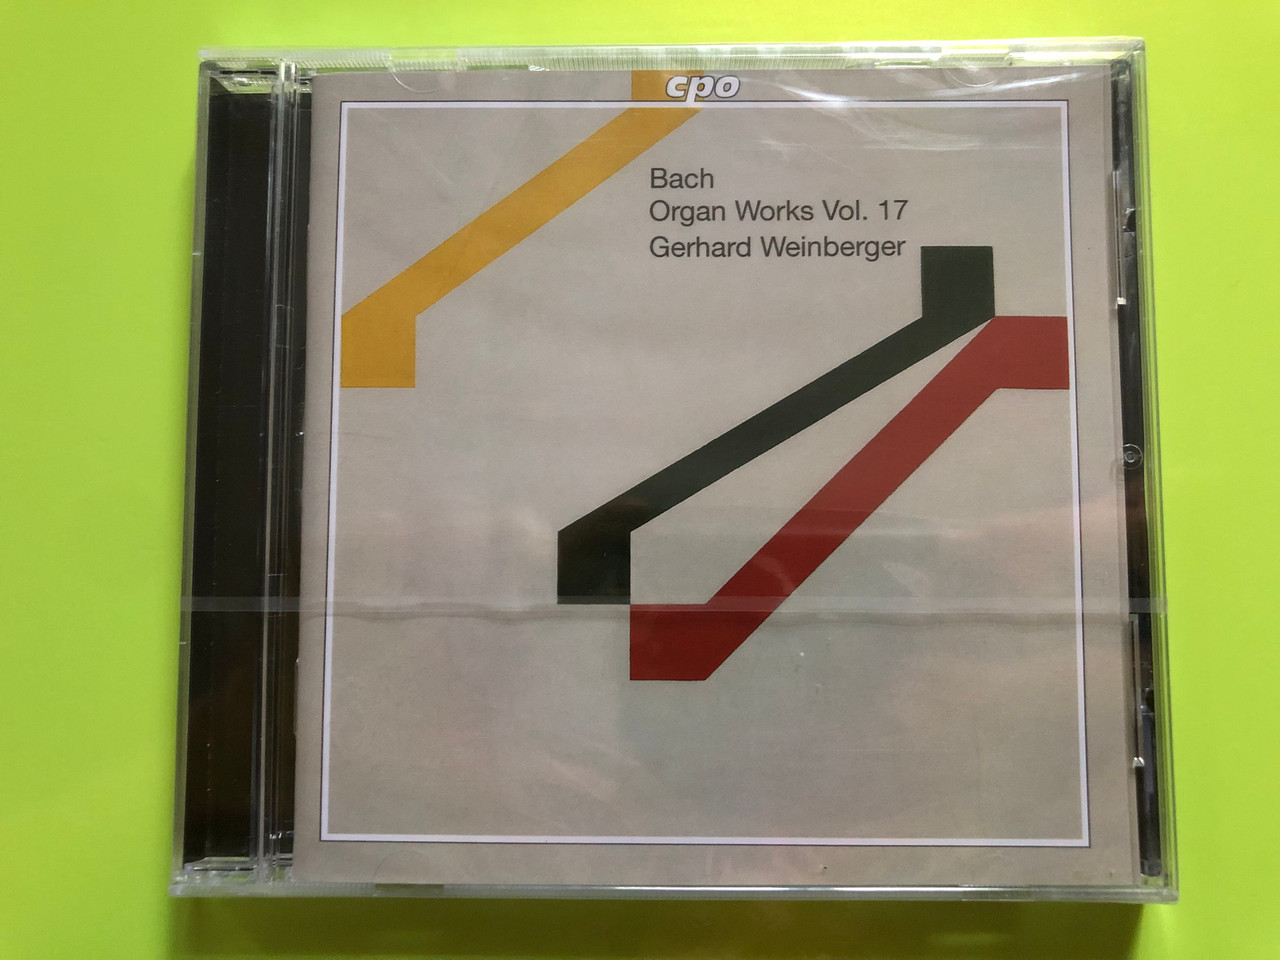 cpo
Bach
Organ Works Vol. 17
Gerhard Weinberger